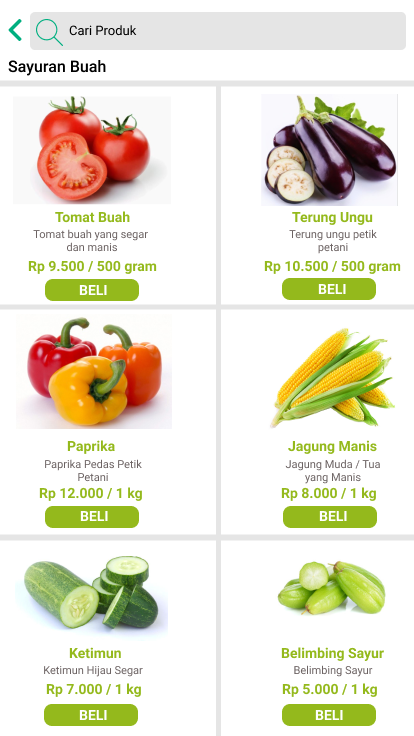 Cari Produk
Sayuran Buah
Tomat Buah
Tomat buah yang segar
dan manis
Rp 9.500 / 500 gram
BELI
Terung Ungu
Terung ungu petik
petani
Rp 10.500 / 500 gram
BELI
Paprika
Paprika Pedas Petik
Petani
Rp 12.000 / 1 kg
BELI
Jagung Manis
Jagung Muda / Tua
yang Manis
Rp 8.000 / 1 kg
BELI
Ketimun
Ketimun Hijau Segar
Rp 7.000 / 1 kg
BELI
Belimbing Sayur
Belimbing Sayur
Rp 5.000 / 1 kg
BELI